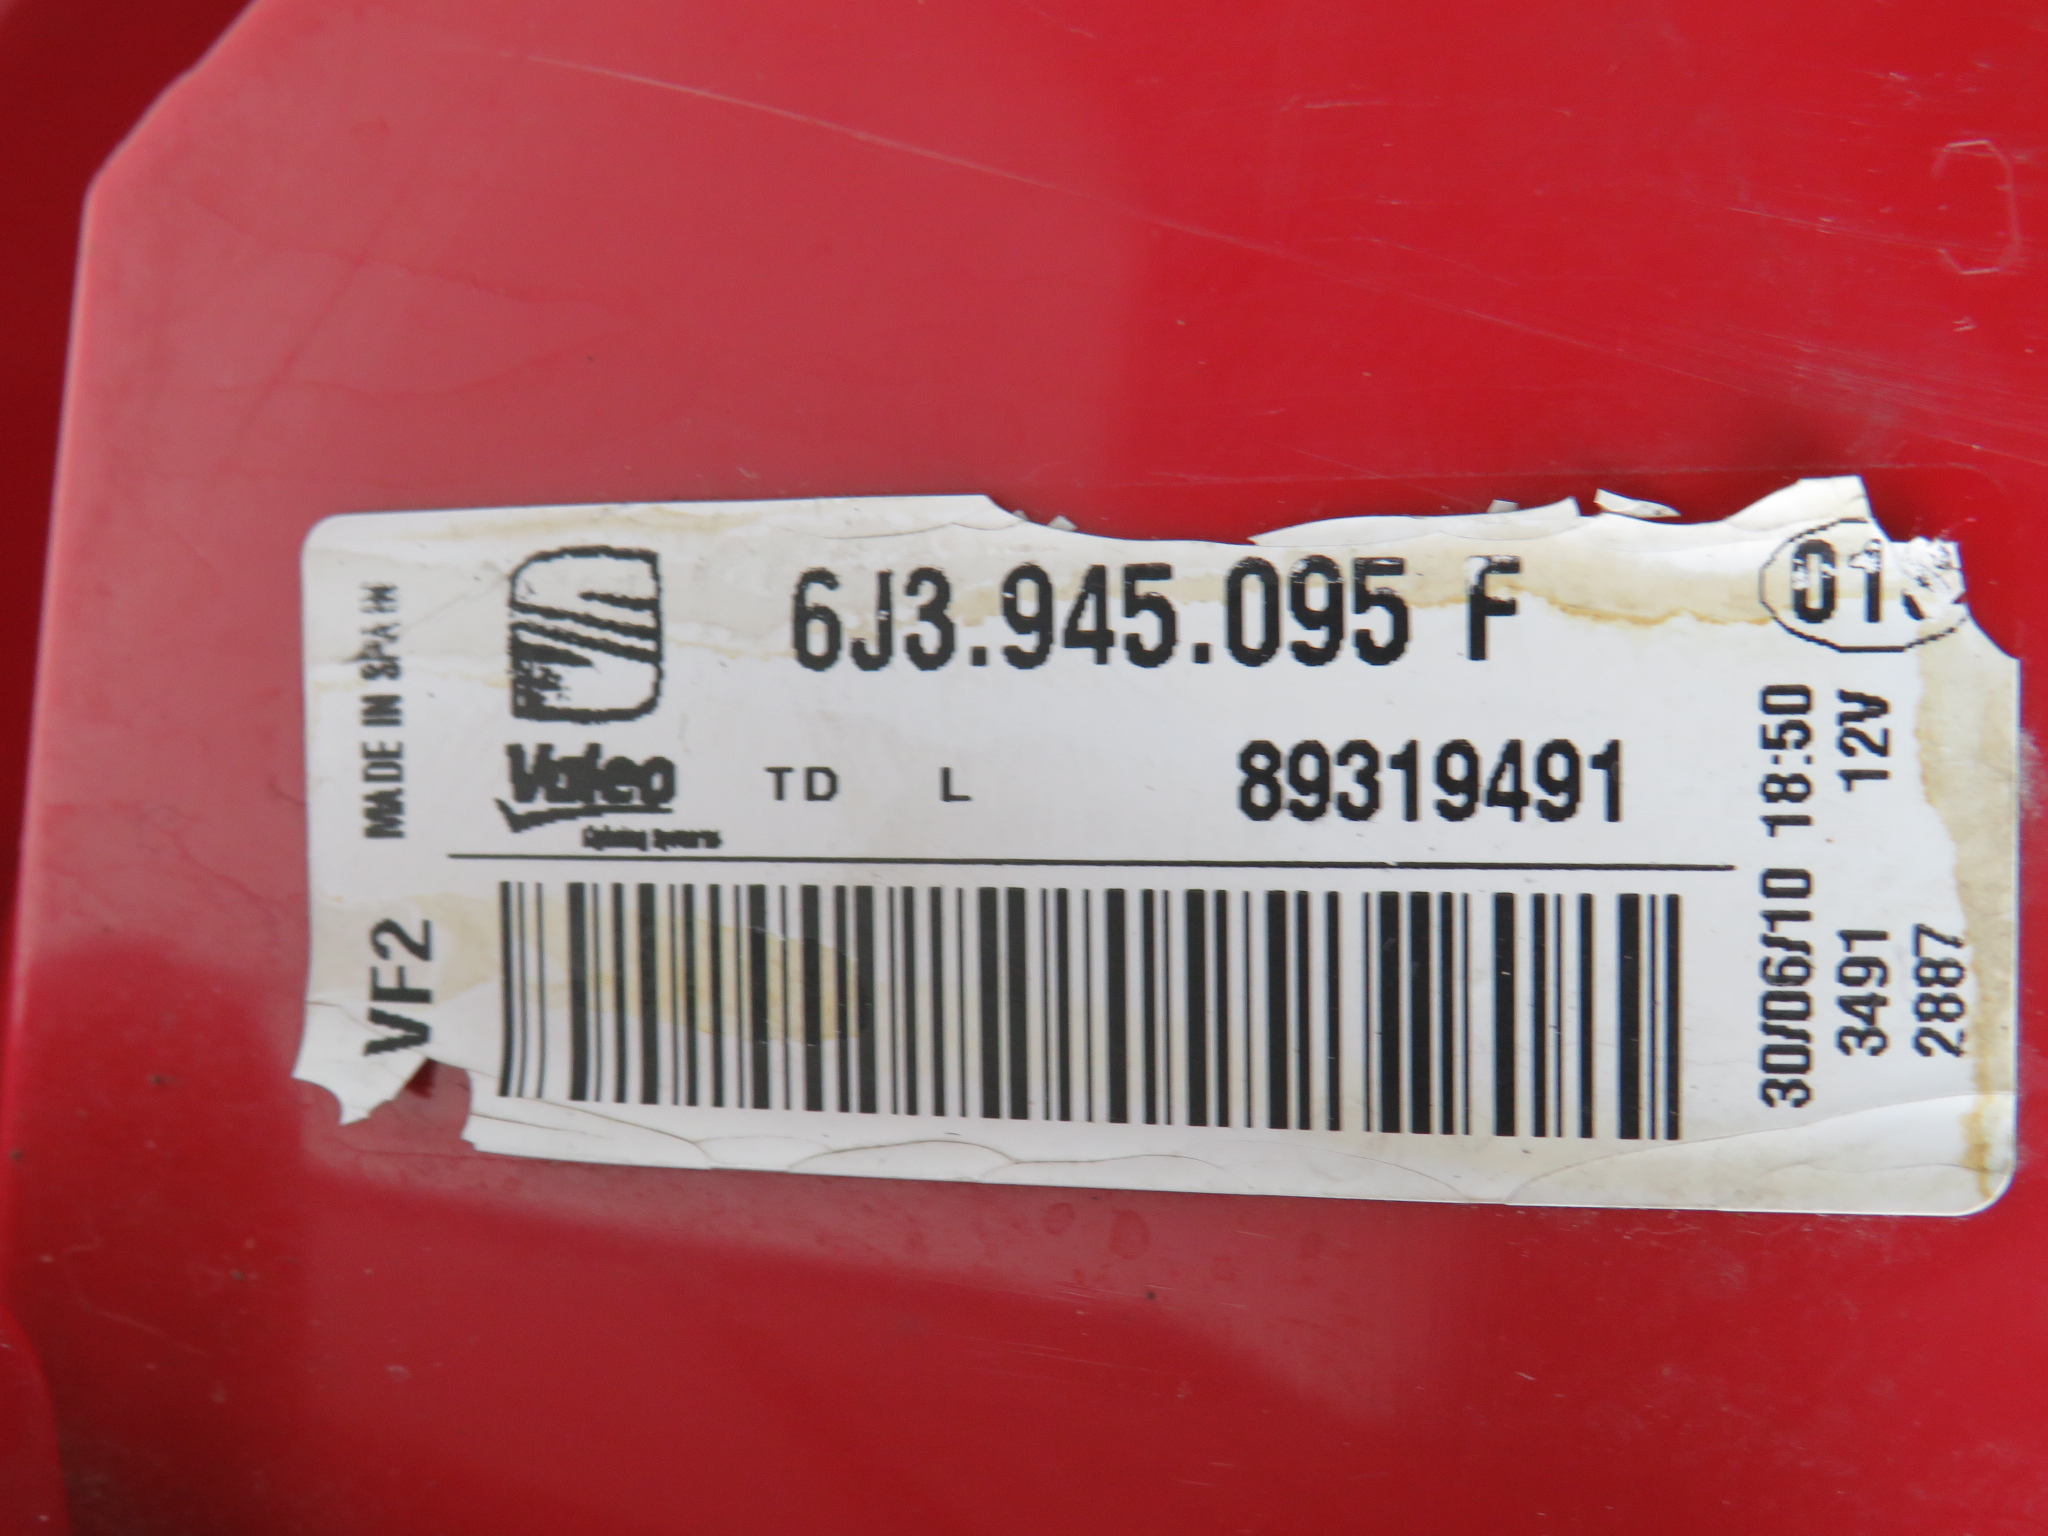 MADE IN SPAIN
VF2
6J3.945.095 F
Valeo
TD L 89319491
30/06/10 18:50
3491 12V
2887